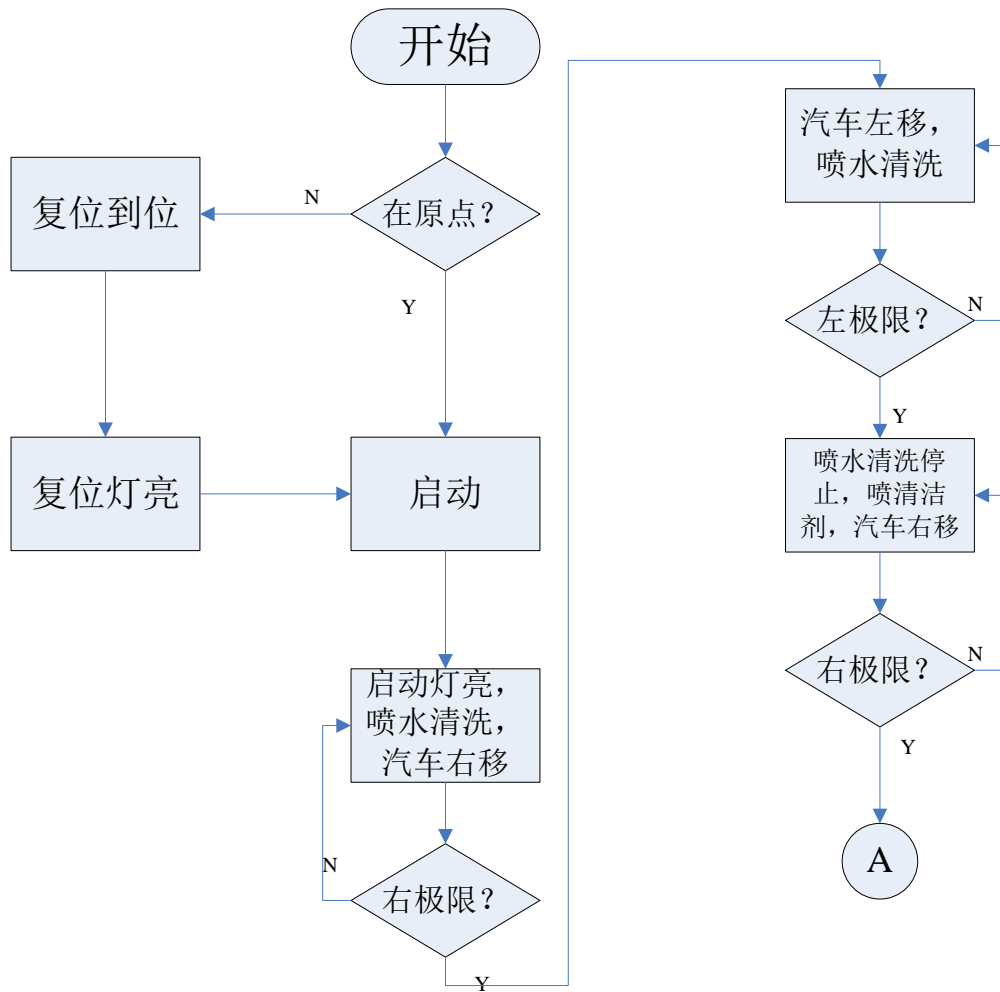 开始
在原点？
N
复位到位
Y
复位灯亮
启动
启动灯亮，
喷水清洗，
汽车右移
N
右极限？
Y
汽车左移，
喷水清洗
左极限？
N
Y
喷水清洗停
止，喷清洁
剂，汽车右移
右极限？
N
Y
A